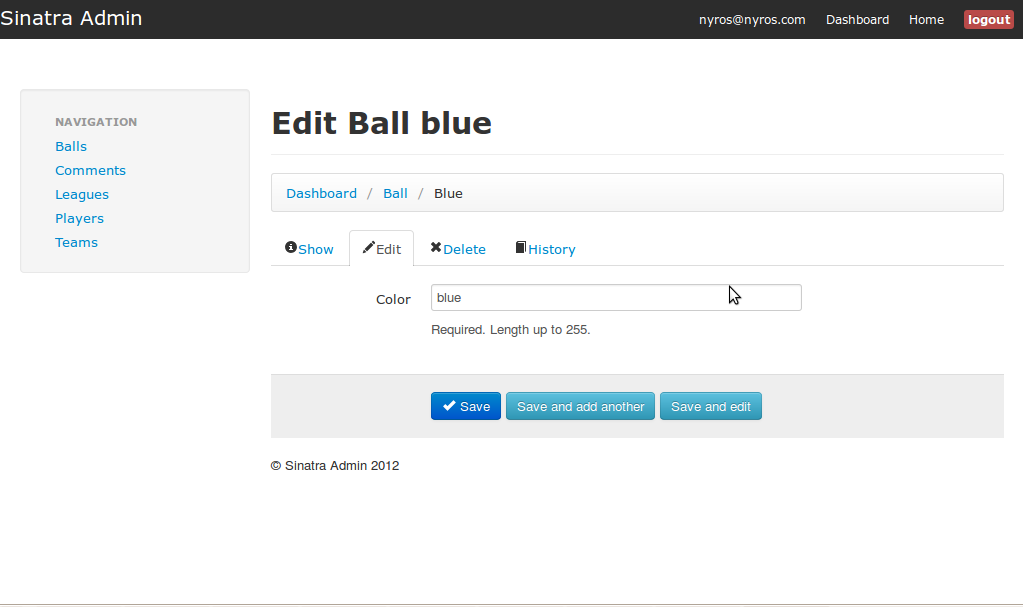 Sinatra Admin
nyros@nyros.com Dashboard Home logout
NAVIGATION
Balls
Comments
Leagues
Players
Teams
Edit Ball blue
Dashboard / Ball / Blue
Show Edit Delete History
Color blue
Required. Length up to 255.
Save Save and add another Save and edit
© Sinatra Admin 2012